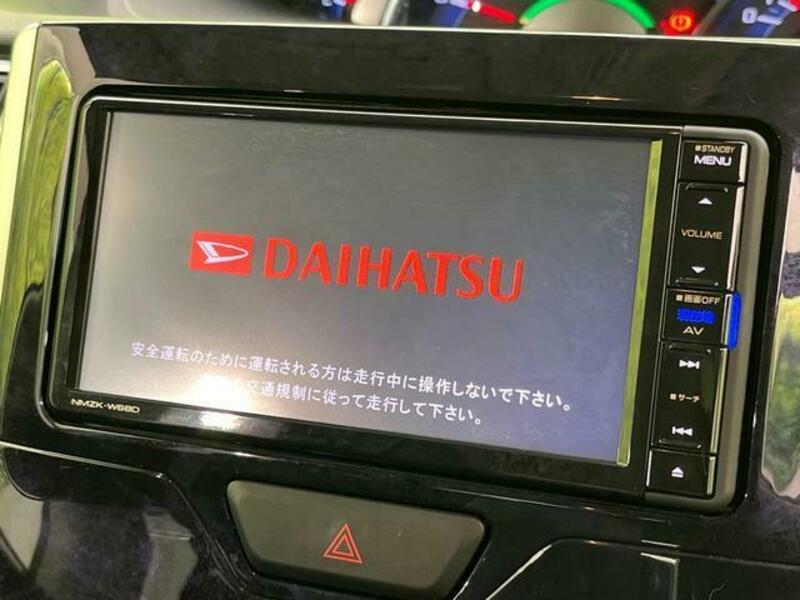 STANDBY
MENU
VOLUME
画面OFF
現在地
AV
サーチ
DAIHATSU
安全運転のために運転される方は走行中に操作しないで下さい。
交通規制に従って走行して下さい。
NMZK-W68D